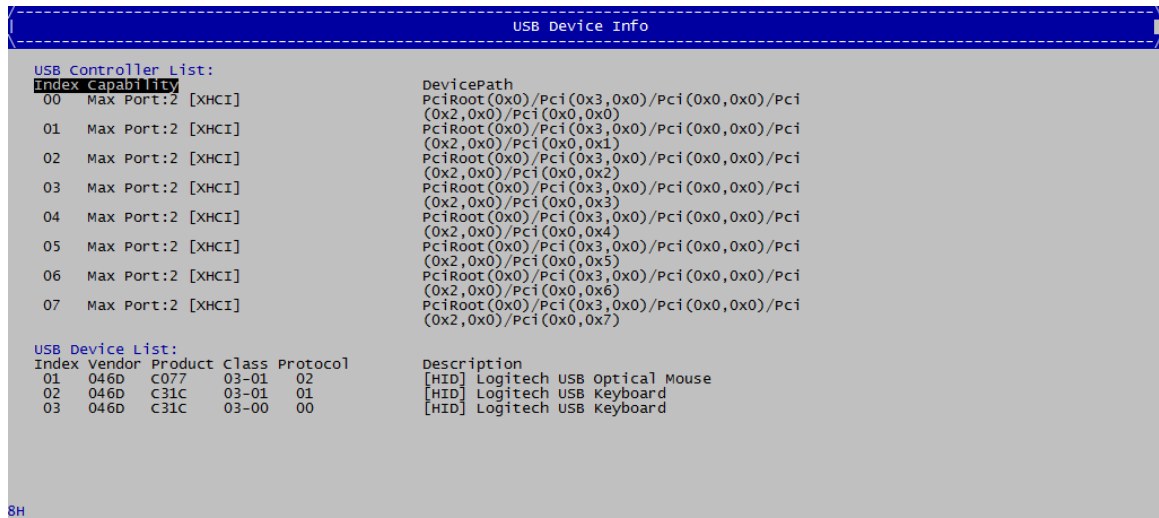 /------------------------------------------------------------------------------\
| USB Device Info
\------------------------------------------------------------------------------/
USB Controller List:
Index Capability DevicePath
00 Max Port:2 [XHCI] PciRoot(0x0)/Pci(0x3,0x0)/Pci(0x0,0x0)/Pci
(0x2,0x0)/Pci(0x0,0x0)
01 Max Port:2 [XHCI] PciRoot(0x0)/Pci(0x3,0x0)/Pci(0x0,0x0)/Pci
(0x2,0x0)/Pci(0x0,0x1)
02 Max Port:2 [XHCI] PciRoot(0x0)/Pci(0x3,0x0)/Pci(0x0,0x0)/Pci
(0x2,0x0)/Pci(0x0,0x2)
03 Max Port:2 [XHCI] PciRoot(0x0)/Pci(0x3,0x0)/Pci(0x0,0x0)/Pci
(0x2,0x0)/Pci(0x0,0x3)
04 Max Port:2 [XHCI] PciRoot(0x0)/Pci(0x3,0x0)/Pci(0x0,0x0)/Pci
(0x2,0x0)/Pci(0x0,0x4)
05 Max Port:2 [XHCI] PciRoot(0x0)/Pci(0x3,0x0)/Pci(0x0,0x0)/Pci
(0x2,0x0)/Pci(0x0,0x5)
06 Max Port:2 [XHCI] PciRoot(0x0)/Pci(0x3,0x0)/Pci(0x0,0x0)/Pci
(0x2,0x0)/Pci(0x0,0x6)
07 Max Port:2 [XHCI] PciRoot(0x0)/Pci(0x3,0x0)/Pci(0x0,0x0)/Pci
(0x2,0x0)/Pci(0x0,0x7)
USB Device List:
Index Vendor Product Class Protocol Description
01 046D C077 03-01 02 [HID] Logitech USB Optical Mouse
02 046D C31C 03-01 01 [HID] Logitech USB Keyboard
03 046D C31C 03-00 00 [HID] Logitech USB Keyboard
8H